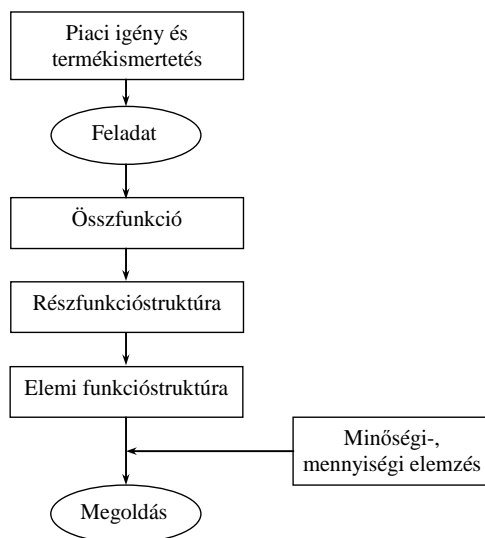 Piaci igény és
termékismertetés
Feladat
Összfunkció
Részfunkcióstruktúra
Elemi funkcióstruktúra
Minőségi-,
mennyiségi elemzés
Megoldás